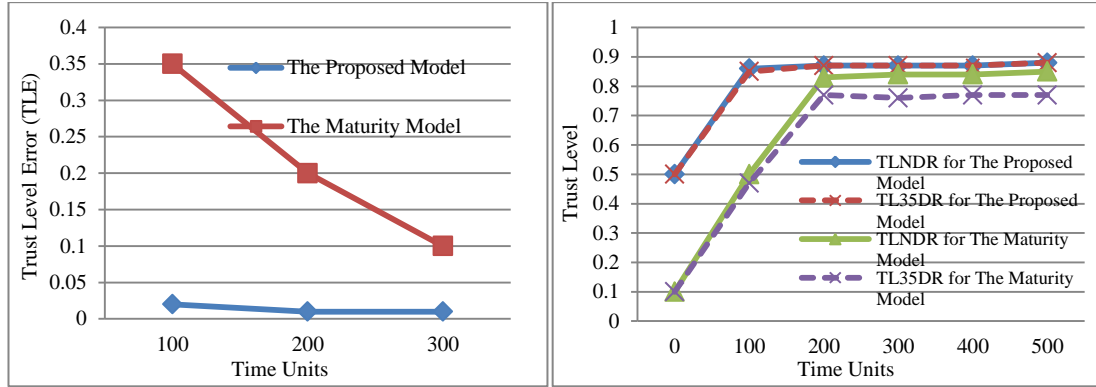 0.4
0.35
0.3
0.25
0.2
0.15
0.1
0.05
0
Trust Level Error (TLE)
The Proposed Model
The Maturity Model
100 200 300
Time Units
1
0.9
0.8
0.7
0.6
0.5
0.4
0.3
0.2
0.1
0
Trust Level
TLNDR for The Proposed
Model
TL35DR for The Proposed
Model
TLNDR for The Maturity
Model
TL35DR for The Maturity
Model
0 100 200 300 400 500
Time Units